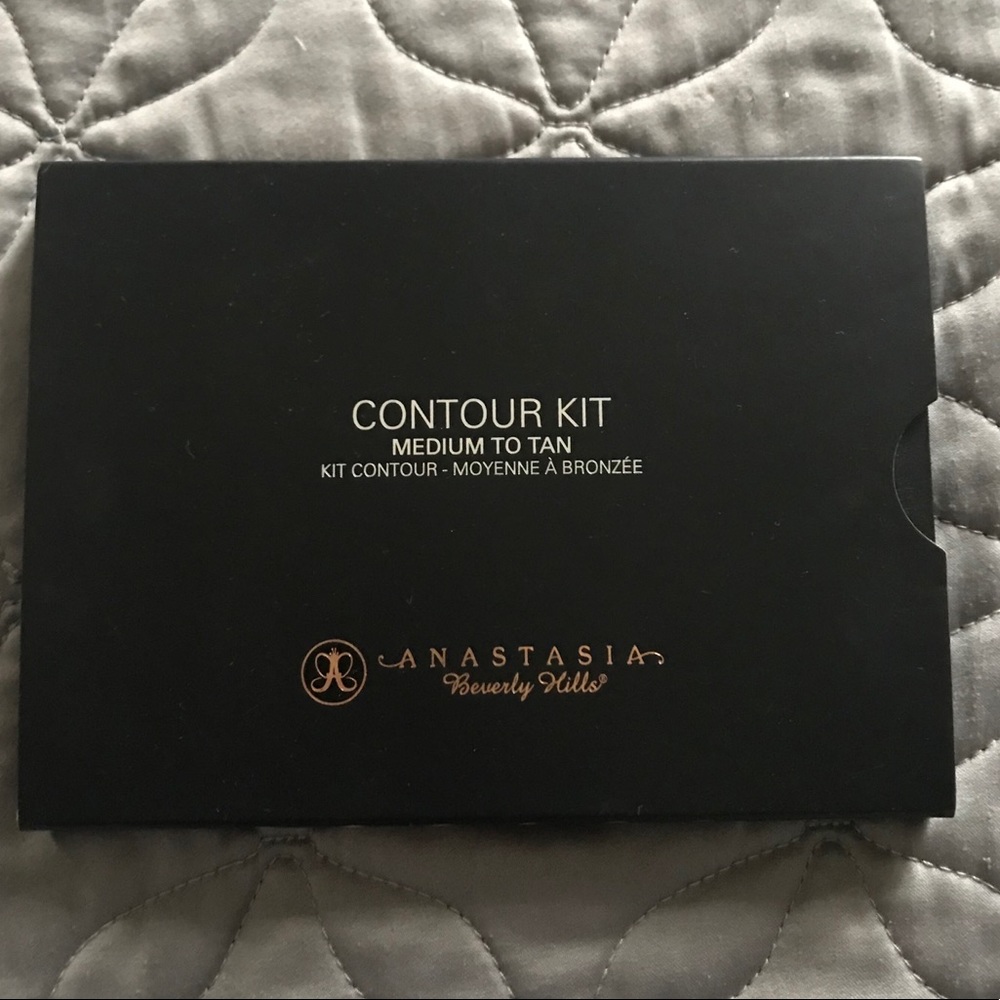 CONTOUR KIT
MEDIUM TO TAN
KIT CONTOUR - MOYENNE À BRONZÉE
ANASTASIA
Beverly Hills®